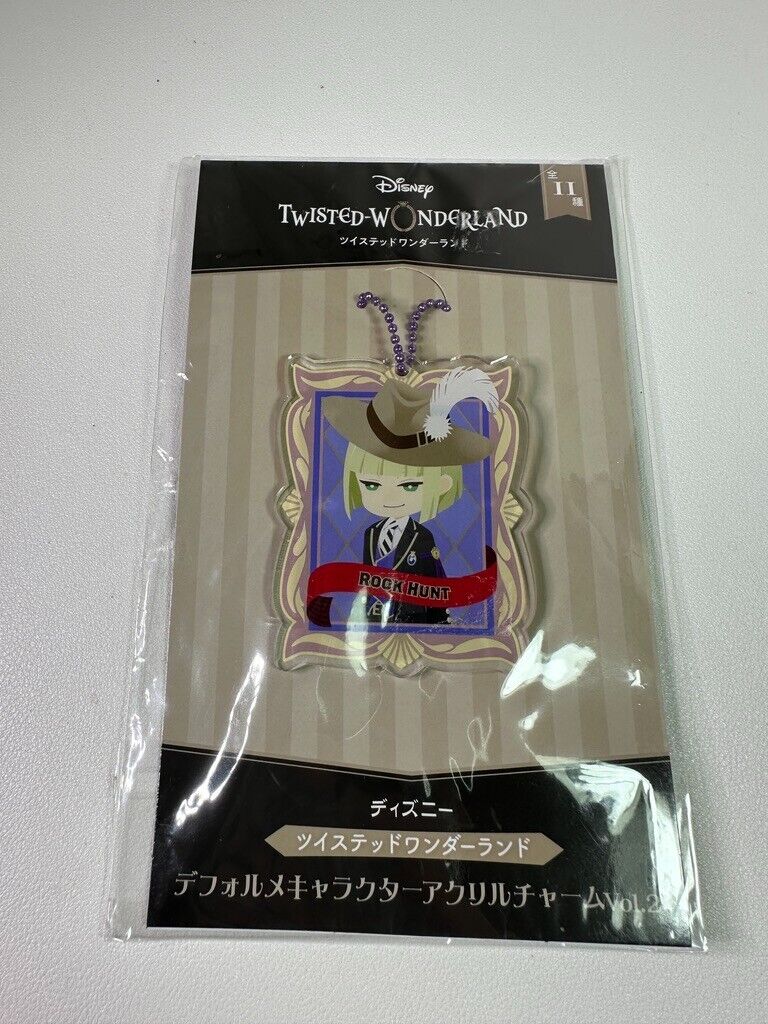 Disney
TWISTED-WONDERLAND
ツイステッドワンダーランド
全
11
種
ROCK HUNT
ディズニー
ツイステッドワンダーランド
デフォルメキャラクターアクリルチャームVol.2